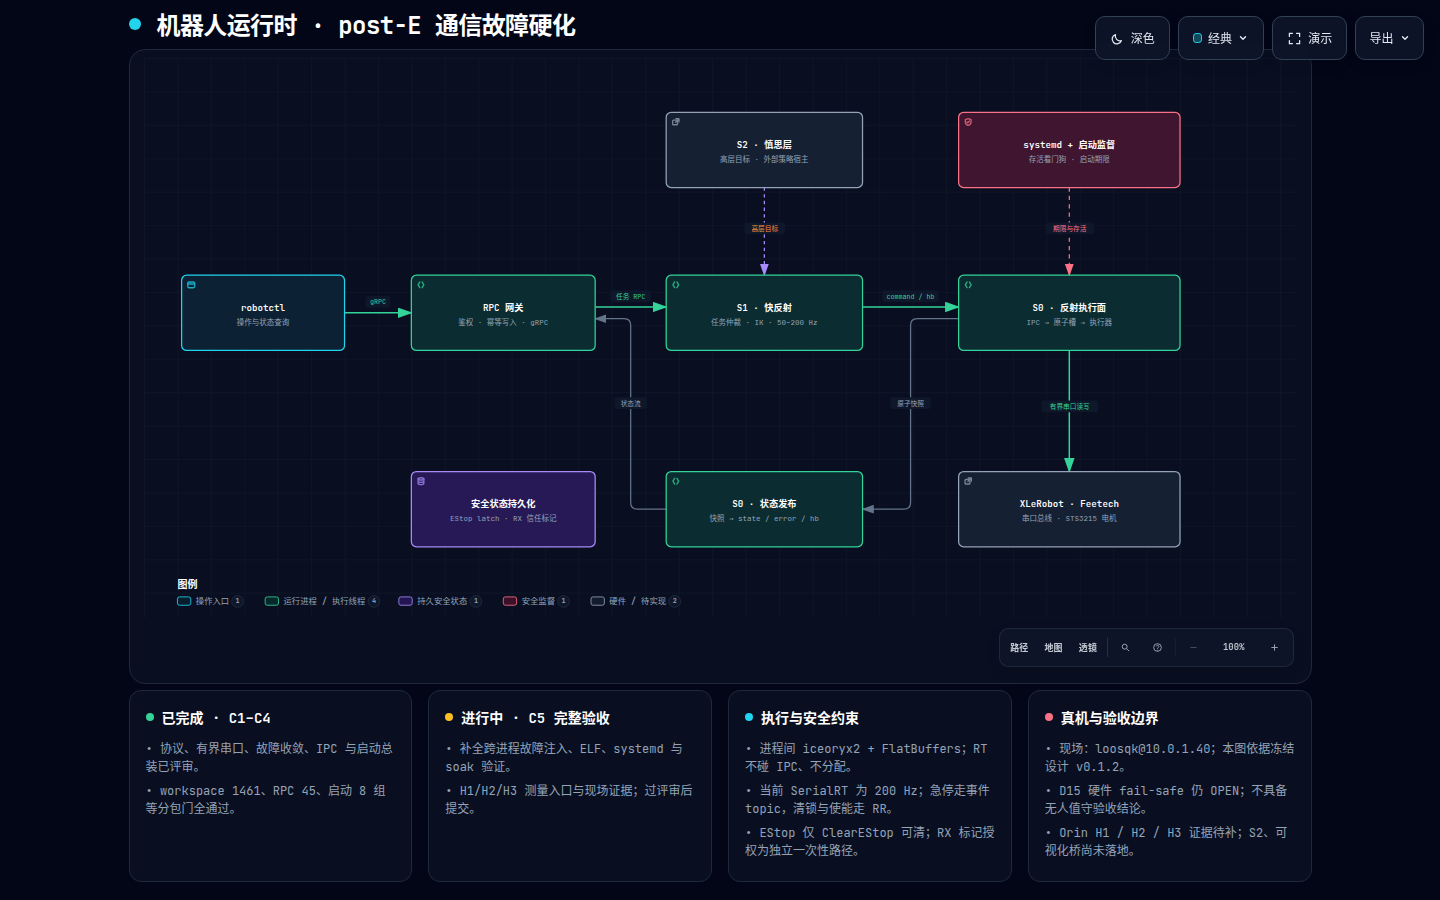 机器人运行时 · post-E 通信故障硬化
深色
经典
演示
导出
S2 · 慎思层
高层目标 · 外部策略宿主
systemd + 启动监督
存活看门狗 · 启动期限
高层目标
期限与存活
robotctl
操作与状态查询
gRPC
RPC 网关
鉴权 · 幂等写入 · gRPC
任务 RPC
S1 · 快反射
任务仲裁 · IK · 50–200 Hz
command / hb
S0 · 反射执行面
IPC → 原子槽 → 执行器
状态流
原子快照
有界串口读写
安全状态持久化
EStop latch · RX 信任标记
S0 · 状态发布
快照 → state / error / hb
XLeRobot · Feetech
串口总线 · STS3215 电机
图例
操作入口 1
运行进程 / 执行线程 4
持久安全状态 1
安全监督 1
硬件 / 待实现 2
路径
地图
透镜
100%
已完成 · C1–C4
• 协议、有界串口、故障收敛、IPC 与启动总
装已评审。
• workspace 1461、RPC 45、启动 8 组
等分包门全通过。
进行中 · C5 完整验收
• 补全跨进程故障注入、ELF、systemd 与
soak 验证。
• H1/H2/H3 测量入口与现场证据；过评审后
提交。
执行与安全约束
• 进程间 iceoryx2 + FlatBuffers；RT
不碰 IPC、不分配。
• 当前 SerialRT 为 200 Hz；急停走事件
topic，清锁与使能走 RR。
• EStop 仅 ClearEStop 可清；RX 标记授
权为独立一次性路径。
真机与验收边界
• 现场：loosqk@10.0.1.40；本图依据冻结
设计 v0.1.2。
• D15 硬件 fail-safe 仍 OPEN；不具备
无人值守验收结论。
• Orin H1 / H2 / H3 证据待补；S2、可
视化桥尚未落地。